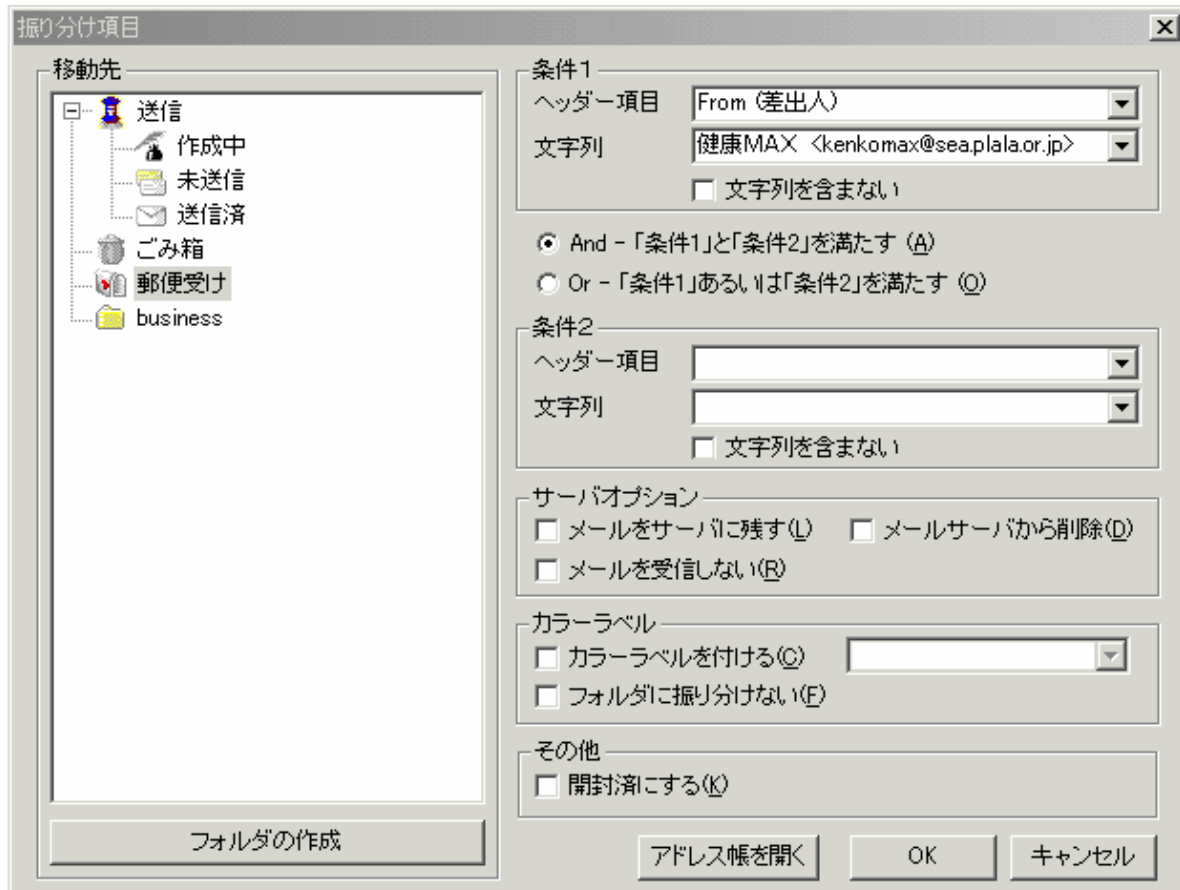 振り分け項目
移動先
送信
作成中
未送信
送信済
ごみ箱
郵便受け
business
フォルダの作成
条件1
ヘッダー項目 From (差出人)
文字列 健康MAX <kenkomax@sea.plala.or.jp>
文字列を含まない
And - 「条件1」と「条件2」を満たす (A)
Or - 「条件1」あるいは「条件2」を満たす (O)
条件2
ヘッダー項目
文字列
文字列を含まない
サーバオプション
メールをサーバに残す(L) メールサーバから削除(D)
メールを受信しない(R)
カラーラベル
カラーラベルを付ける(C)
フォルダに振り分けない(F)
その他
開封済にする(K)
アドレス帳を開く OK キャンセル